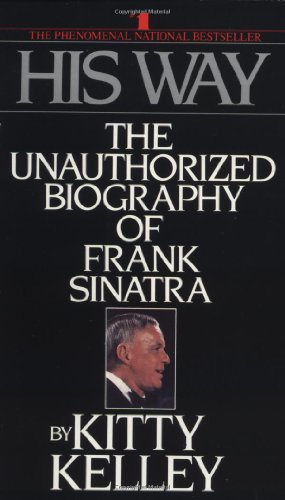 1
THE PHENOMENAL NATIONAL BESTSELLER
HIS WAY
THE
UNAUTHORIZED
BIOGRAPHY
OF
FRANK
SINATRA
BY KITTY
KELLEY